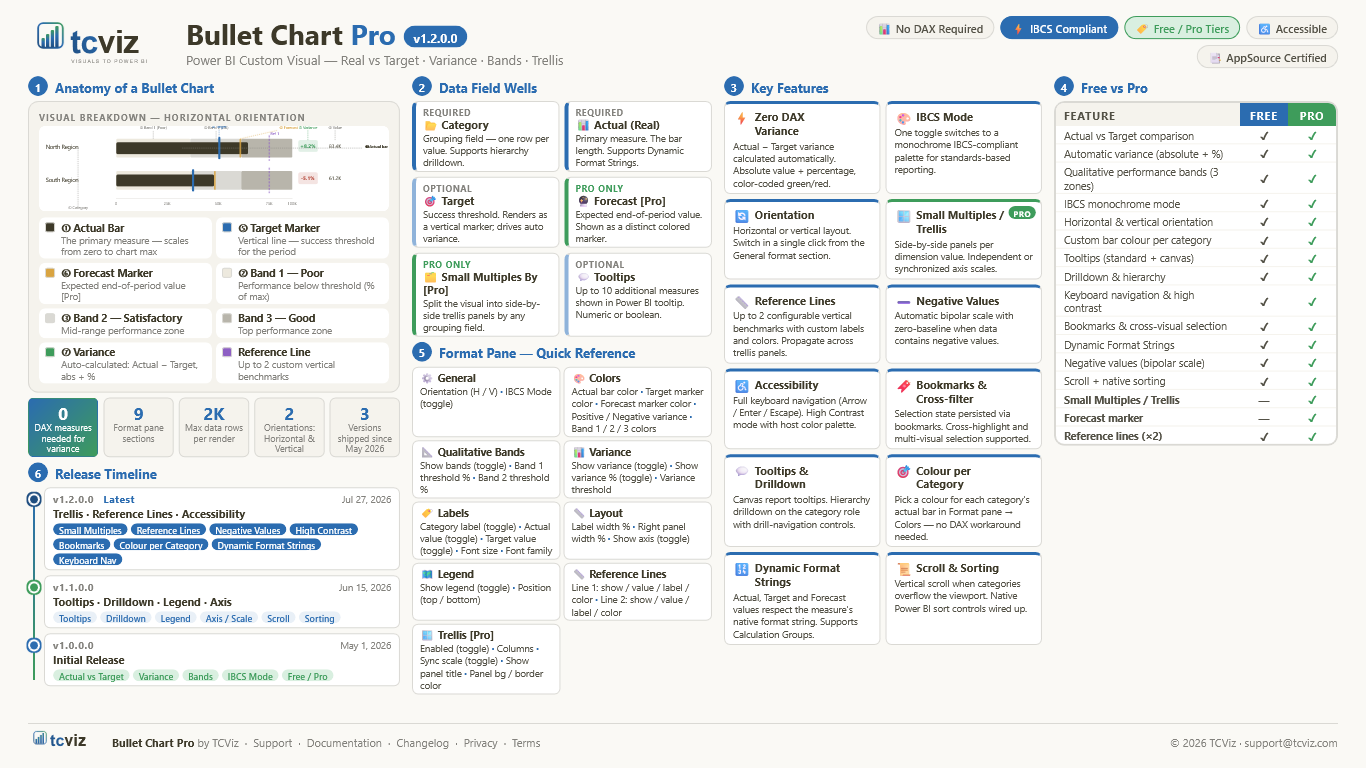 tcviz
VISUALS TO POWER BI
Bullet Chart Pro v1.2.0.0
Power BI Custom Visual — Real vs Target · Variance · Bands · Trellis
No DAX Required
IBCS Compliant
Free / Pro Tiers
Accessible
AppSource Certified
1 Anatomy of a Bullet Chart
VISUAL BREAKDOWN — HORIZONTAL ORIENTATION
North Region
+8.2%
South Region
-5.1%
61.2K
Actual Bar
The primary measure — scales
from zero to chart max
Target Marker
Vertical line — success threshold
for the period
Forecast Marker
Expected end-of-period value
[Pro]
Band 1 — Poor
Performance below threshold (%
of max)
Band 2 — Satisfactory
Mid-range performance zone
Band 3 — Good
Top performance zone
Variance
Auto-calculated: Actual − Target,
abs + %
Reference Line
Up to 2 custom vertical
benchmarks
0
DAX measures
needed for
variance
9
Format pane
sections
2K
Max data rows
per render
2
Orientations:
Horizontal &
Vertical
3
Versions
shipped since
May 2026
6 Release Timeline
v1.2.0.0 Latest
Jul 27, 2026
Trellis · Reference Lines · Accessibility
Small Multiples Reference Lines Negative Values High Contrast
Bookmarks Colour per Category Dynamic Format Strings
Keyboard Nav
v1.1.0.0
Jun 15, 2026
Tooltips · Drilldown · Legend · Axis
Tooltips Drilldown Legend Axis / Scale Scroll Sorting
v1.0.0.0
May 1, 2026
Initial Release
Actual vs Target Variance Bands IBCS Mode Free / Pro
2 Data Field Wells
REQUIRED
Category
Grouping field — one row per
value. Supports hierarchy
drilldown.
REQUIRED
Actual (Real)
Primary measure. The bar
length. Supports Dynamic
Format Strings.
OPTIONAL
Target
Success threshold. Renders as
a vertical marker; drives auto
variance.
PRO ONLY
Forecast [Pro]
Expected end-of-period value.
Shown as a distinct colored
marker.
PRO ONLY
Small Multiples By
[Pro]
Split the visual into side-by-
side trellis panels by any
grouping field.
OPTIONAL
Tooltips
Up to 10 additional measures
shown in Power BI tooltip.
Numeric or boolean.
5 Format Pane — Quick Reference
General
Orientation (H / V) • IBCS Mode
(toggle)
Colors
Actual bar color • Target marker
color • Forecast marker color •
Positive / Negative variance •
Band 1 / 2 / 3 colors
Qualitative Bands
Show bands (toggle) • Band 1
threshold % • Band 2 threshold
%
Variance
Show variance (toggle) • Show
variance % (toggle) • Variance
threshold
Labels
Category label (toggle) • Actual
value (toggle) • Target value
(toggle) • Font size • Font family
Layout
Label width % • Right panel
width % • Show axis (toggle)
Legend
Show legend (toggle) • Position
(top / bottom)
Reference Lines
Line 1: show / value / label /
color • Line 2: show / value /
label / color
Trellis [Pro]
Enabled (toggle) • Columns •
Sync scale (toggle) • Show
panel title • Panel bg / border
color
3 Key Features
Zero DAX
Variance
Actual − Target variance
calculated automatically.
Absolute value + percentage,
color-coded green/red.
IBCS Mode
One toggle switches to a
monochrome IBCS-compliant
palette for standards-based
reporting.
Orientation
Horizontal or vertical layout.
Switch in a single click from the
General format section.
Small Multiples /
Trellis
PRO
Side-by-side panels per
dimension value. Independent or
synchronized axis scales.
Reference Lines
Up to 2 configurable vertical
benchmarks with custom labels
and colors. Propagate across
trellis panels.
Negative Values
Automatic bipolar scale with
zero-baseline when data
contains negative values.
Accessibility
Full keyboard navigation (Arrow
/ Enter / Escape). High Contrast
mode with host color palette.
Bookmarks &
Cross-filter
Selection state persisted via
bookmarks. Cross-highlight and
multi-visual selection supported.
Tooltips &
Drilldown
Canvas report tooltips. Hierarchy
drilldown on the category role
with drill-navigation controls.
Colour per
Category
Pick a colour for each category's
actual bar in Format pane →
Colors — no DAX workaround
needed.
Dynamic Format
Strings
Actual, Target and Forecast
values respect the measure's
native format string. Supports
Calculation Groups.
Scroll & Sorting
Vertical scroll when categories
overflow the viewport. Native
Power BI sort controls wired up.
4 Free vs Pro
FEATURE FREE PRO
Actual vs Target comparison ✓ ✓
Automatic variance (absolute + %) ✓ ✓
Qualitative performance bands (3
zones) ✓ ✓
IBCS monochrome mode ✓ ✓
Horizontal & vertical orientation ✓ ✓
Custom bar colour per category ✓ ✓
Tooltips (standard + canvas) ✓ ✓
Drilldown & hierarchy ✓ ✓
Keyboard navigation & high
contrast ✓ ✓
Bookmarks & cross-visual selection ✓ ✓
Dynamic Format Strings ✓ ✓
Negative values (bipolar scale) ✓ ✓
Scroll + native sorting ✓ ✓
Small Multiples / Trellis — ✓
Forecast marker — ✓
Reference lines (×2) ✓ ✓
tcviz
Bullet Chart Pro by TCViz · Support · Documentation · Changelog · Privacy · Terms
© 2026 TCViz · support@tcviz.com